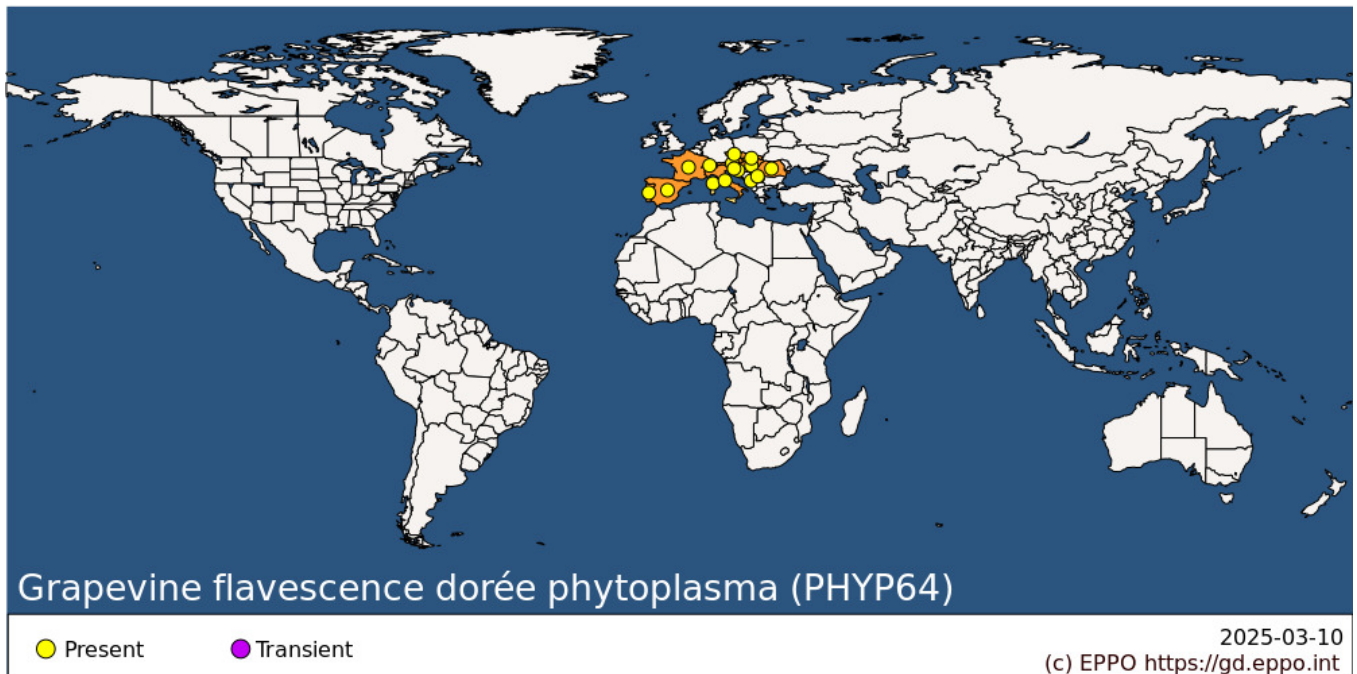 Grapevine flavescence dorée phytoplasma (PHYP64)
Present
Transient
2025-03-10
(c) EPPO https://gd.eppo.int